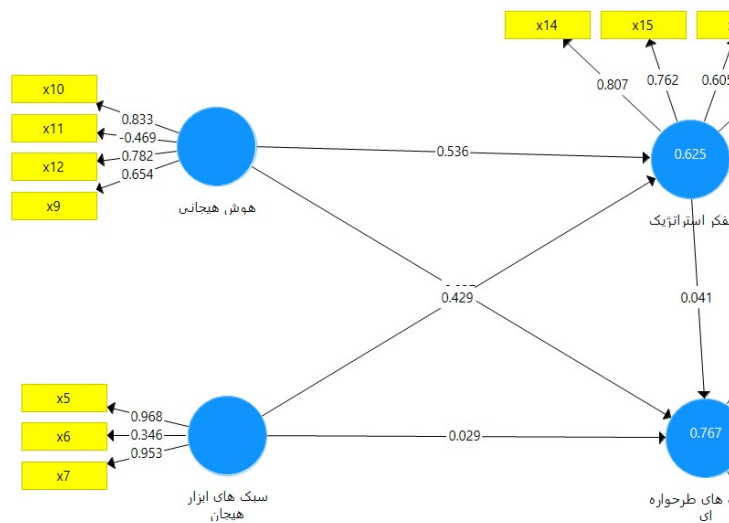 x14
x15
0.807
0.762
0.605
x10
x11
x12
x9
0.833
-0.469
0.782
0.654
هوش هیجانی
0.536
0.625
استراتژیک
0.429
0.041
x5
x6
x7
0.968
0.346
0.953
سبک های ابزار
هیجان
0.029
0.767
های طرحواره
ای